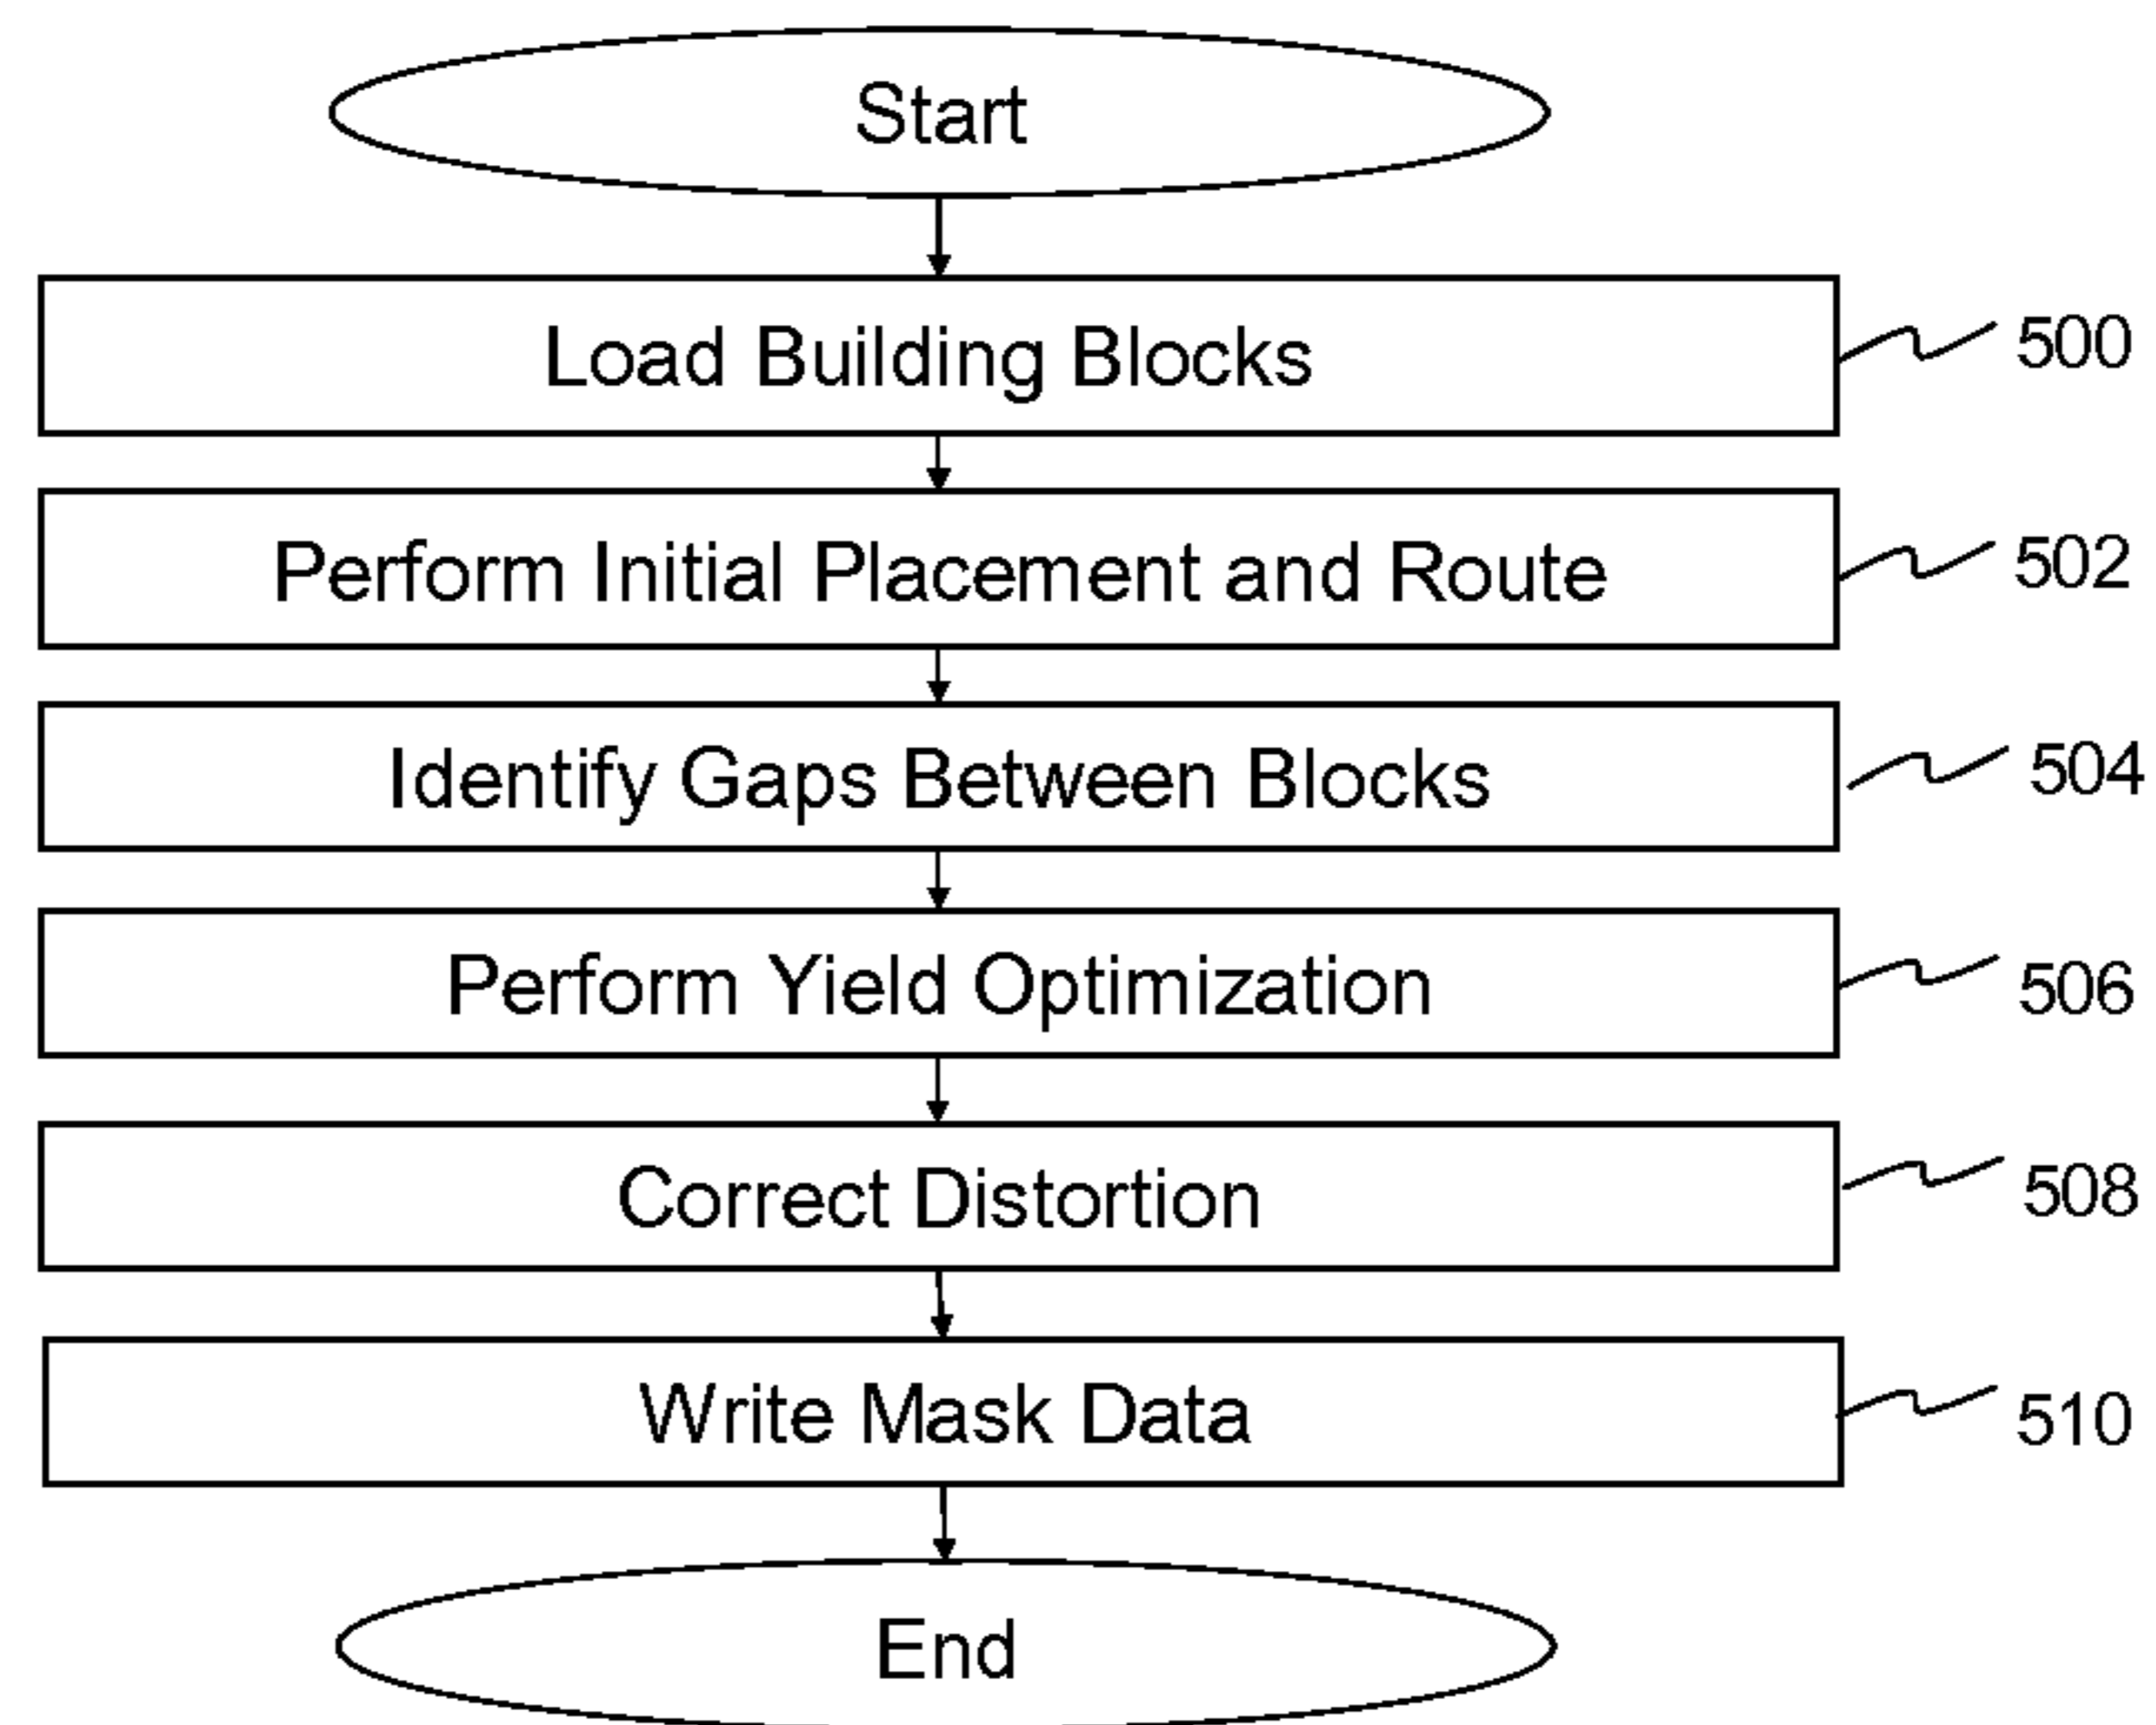 Start
Load Building Blocks
500
Perform Initial Placement and Route
502
Identify Gaps Between Blocks
504
Perform Yield Optimization
506
Correct Distortion
508
Write Mask Data
510
End